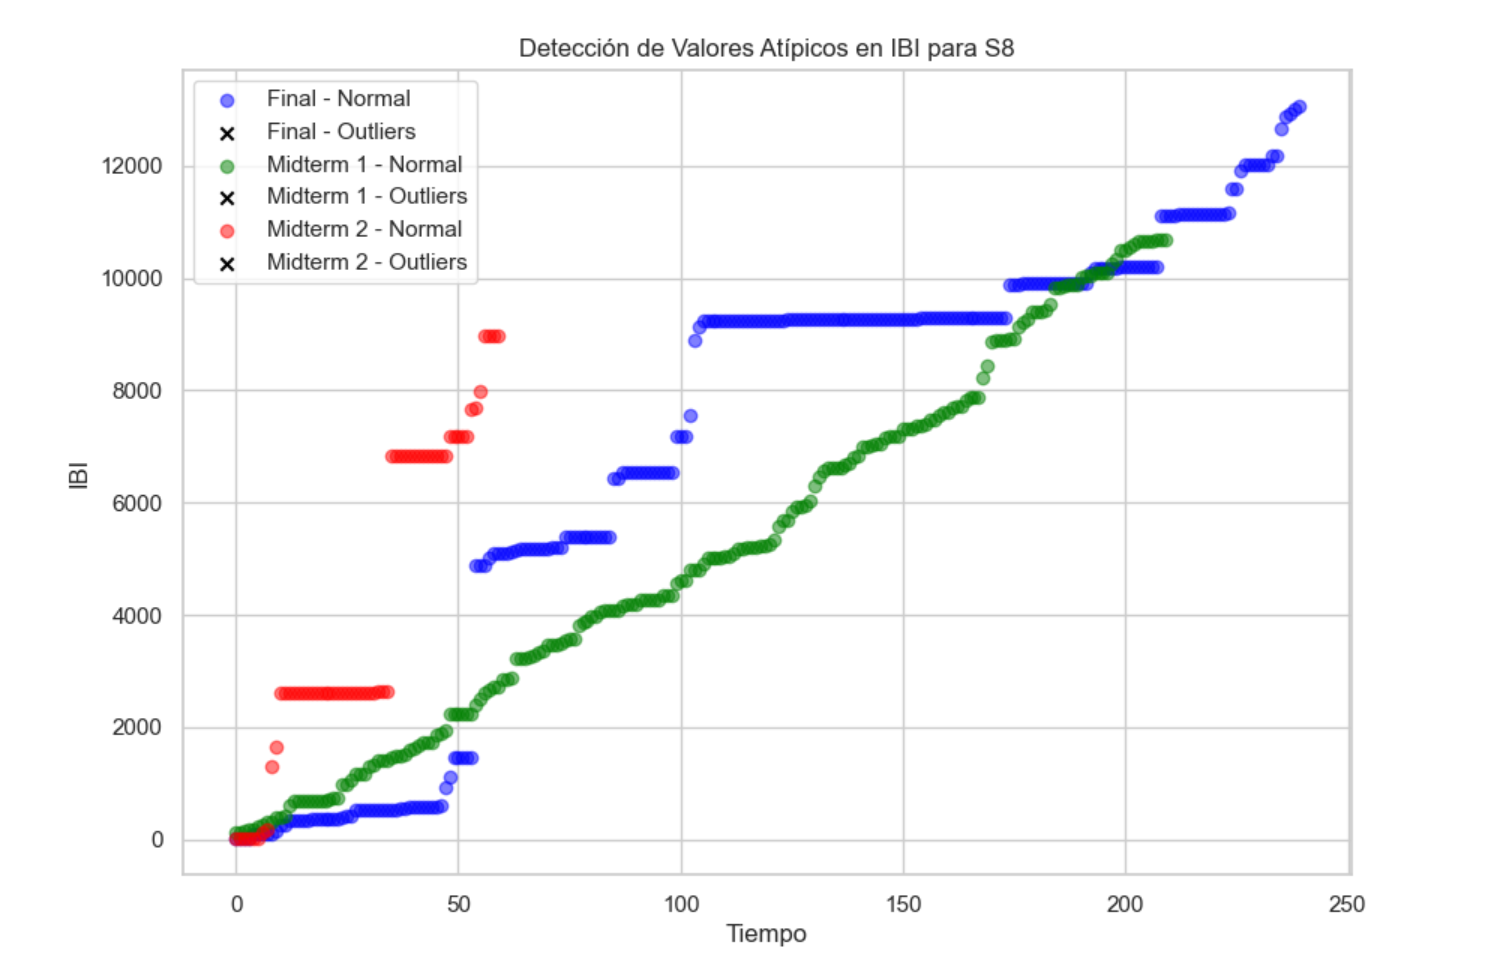 Detección de Valores Atípicos en IBI para S8
Final - Normal
Final - Outliers
Midterm 1 - Normal
Midterm 1 - Outliers
Midterm 2 - Normal
Midterm 2 - Outliers
12000
10000
8000
6000
4000
2000
0
IBI
0 50 100 150 200 250
Tiempo